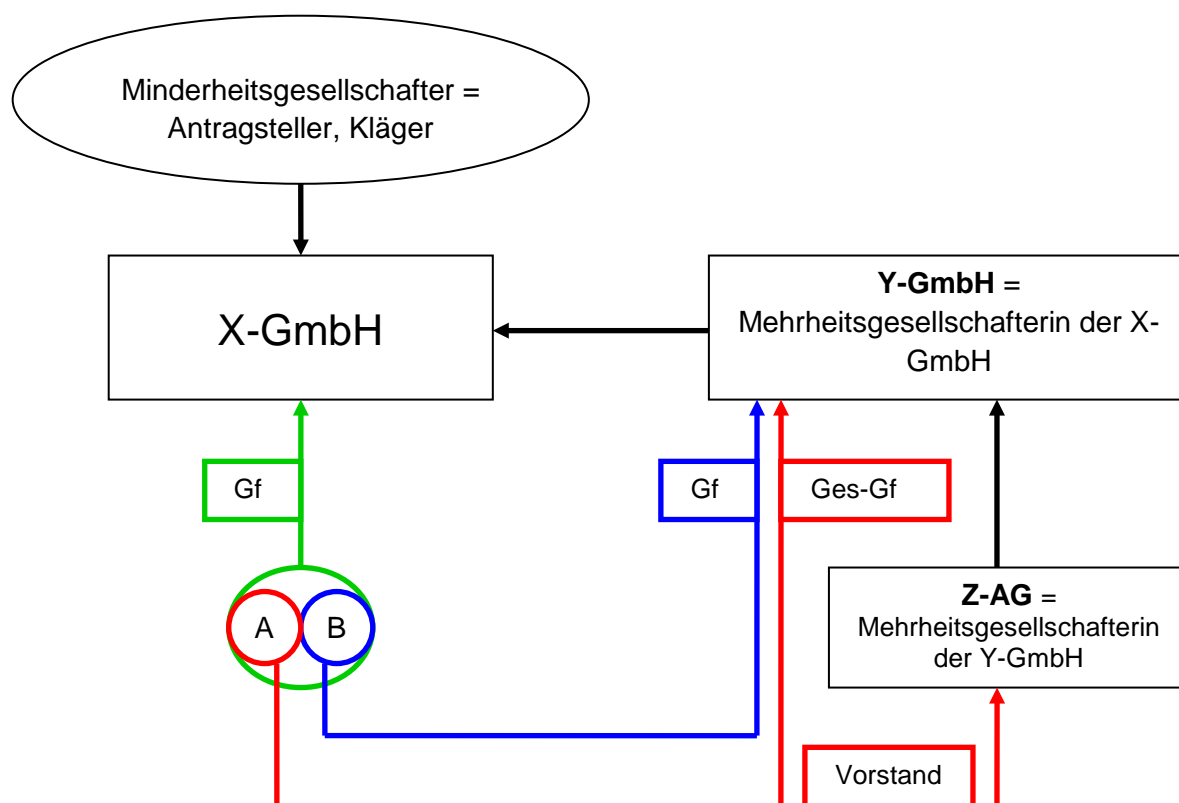 Minderheitsgesellschafter =
Antragsteller, Kläger
X-GmbH
Y-GmbH =
Mehrheitsgesellschafterin der X-
GmbH
Gf
Gf
Ges-Gf
A
B
Z-AG =
Mehrheitsgesellschafterin
der Y-GmbH
Vorstand